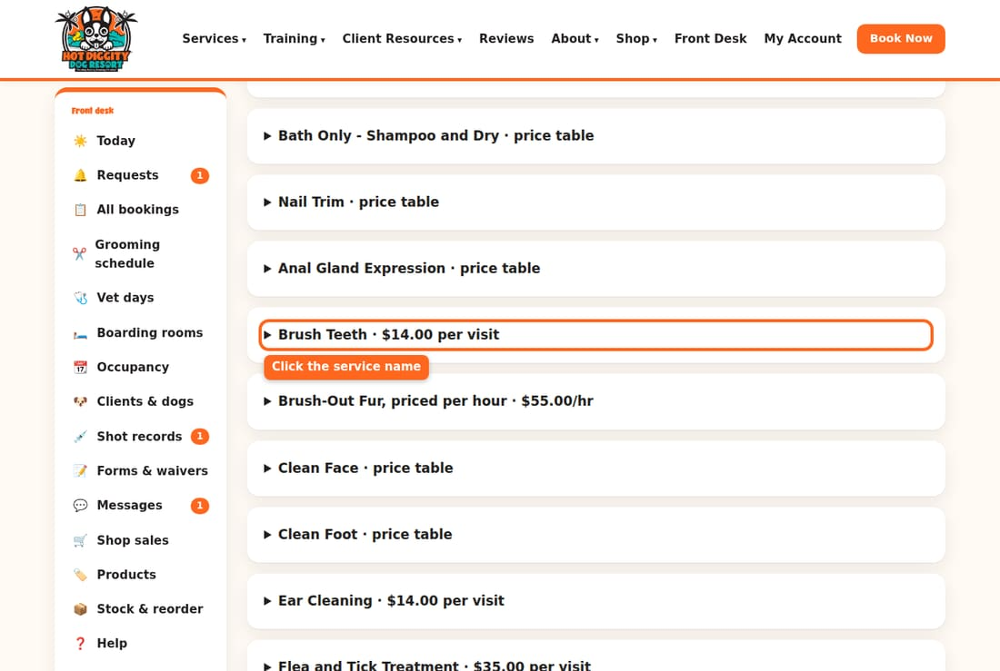 HOT DIGGITY
DOG RESORT
Services ▾
Training ▾
Client Resources ▾
Reviews
About ▾
Shop ▾
Front Desk
My Account
Book Now
Front desk
Today
Requests 1
All bookings
Grooming
schedule
Vet days
Boarding rooms
Occupancy
Clients & dogs
Shot records 1
Forms & waivers
Messages 1
Shop sales
Products
Stock & reorder
Help
Bath Only - Shampoo and Dry · price table
Nail Trim · price table
Anal Gland Expression · price table
Brush Teeth · $14.00 per visit
Click the service name
Brush-Out Fur, priced per hour · $55.00/hr
Clean Face · price table
Clean Foot · price table
Ear Cleaning · $14.00 per visit
Flea and Tick Treatment · $35.00 per visit